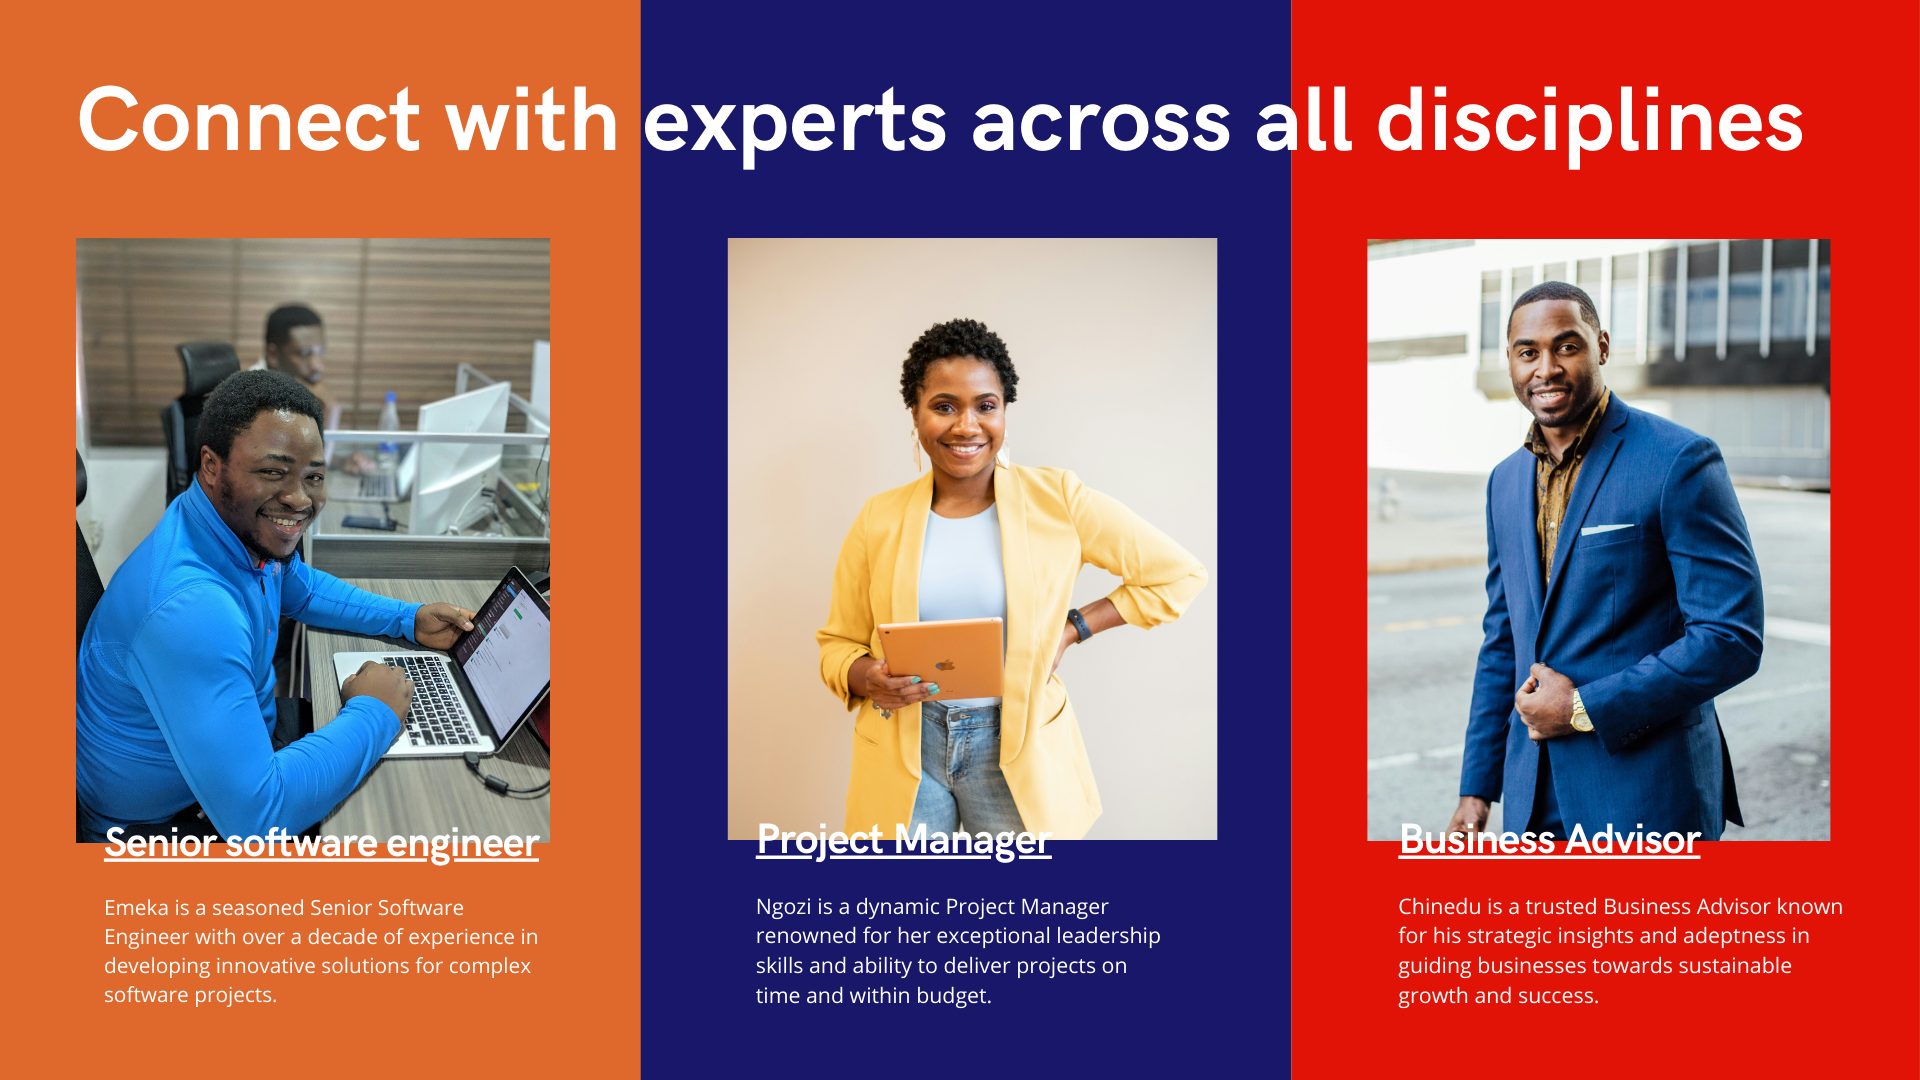 Connect with experts across all disciplines
Senior software engineer
Emeka is a seasoned Senior Software
Engineer with over a decade of experience in
developing innovative solutions for complex
software projects.
Project Manager
Ngozi is a dynamic Project Manager
renowned for her exceptional leadership
skills and ability to deliver projects on
time and within budget.
Business Advisor
Chinedu is a trusted Business Advisor known
for his strategic insights and adeptness in
guiding businesses towards sustainable
growth and success.